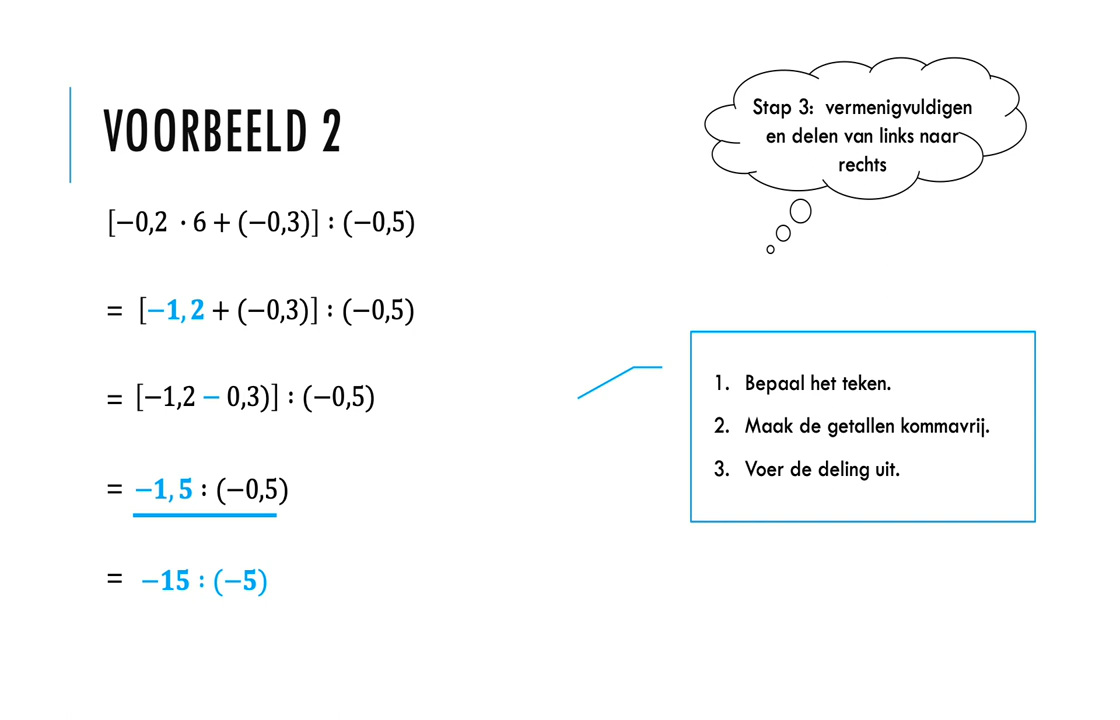 VOORBEELD 2
Stap 3: vermenigvuldigen
en delen van links naar
rechts
[−0,2 · 6 + (−0,3)] : (−0,5)
= [−1,2 + (−0,3)] : (−0,5)
= [−1,2 − 0,3)] : (−0,5)
= −1,5 : (−0,5)
= −15 : (−5)
1. Bepaal het teken.
2. Maak de getallen kommavrij.
3. Voer de deling uit.